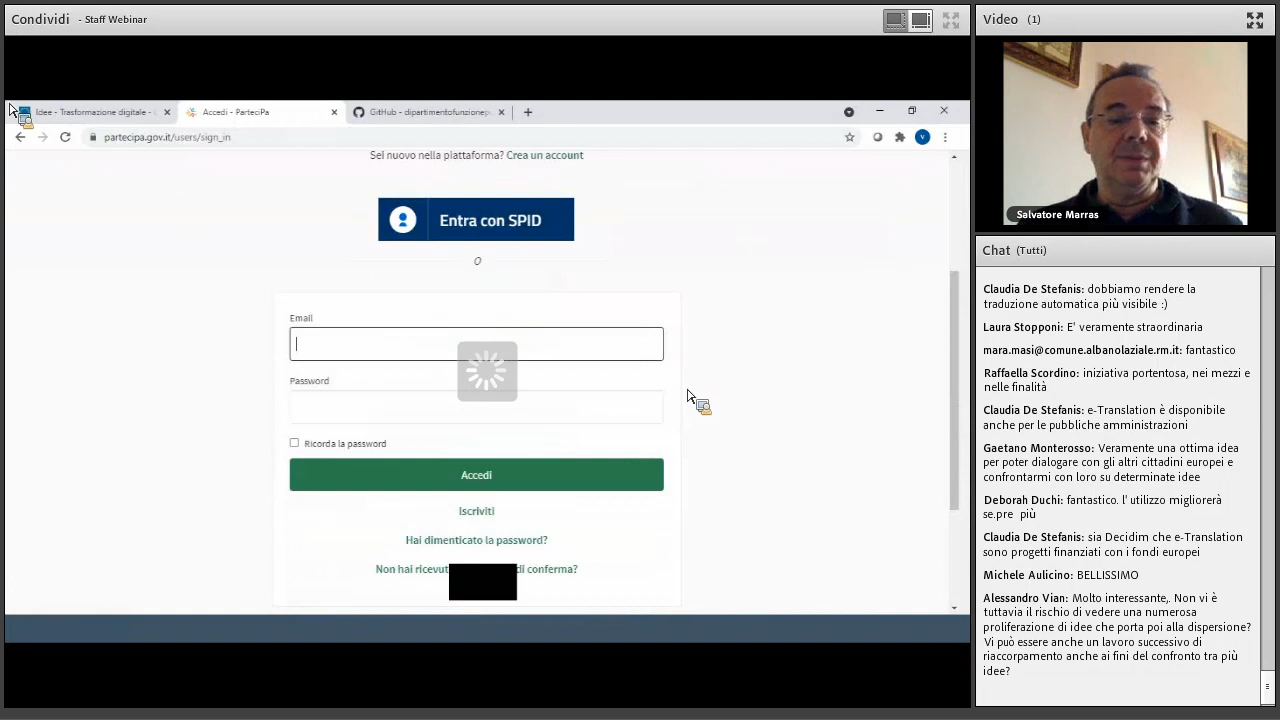 Condividi - Staff Webinar
Idee - Trasformazione digitale -
Accedi - ParteciPa
GitHub - dipartimentofunzione
partecipa.gov.it/users/sign_in
V
Sei nuovo nella piattaforma? Crea un account
Entra con SPID
O
Email
Password
Ricorda la password
Accedi
Iscriviti
Hai dimenticato la password?
Non hai di conferma?
Video (1)
Salvatore Marras
Chat (Tutti)
Claudia De Stefanis: dobbiamo rendere la
traduzione automatica più visibile :)
Laura Stopponi: E' veramente straordinaria
mara.masi@comune.albanolaziale.rm.it: fantastico
Raffaella Scordino: iniziativa portentosa, nei mezzi e
nelle finalità
Claudia De Stefanis: e-Translation è disponibile
anche per le pubbliche amministrazioni
Gaetano Monterosso: Veramente una ottima idea
per poter dialogare con gli altri cittadini europei e
confrontarmi con loro su determinate idee
Deborah Duchi: fantastico. l' utilizzo migliorerà
se.pre più
Claudia De Stefanis: sia Decidim che e-Translation
sono progetti finanziati con i fondi europei
Michele Aulicino: BELLISSIMO
Alessandro Vian: Molto interessante,. Non vi è
tuttavia il rischio di vedere una numerosa
proliferazione di idee che porta poi alla dispersione?
Vi può essere anche un lavoro successivo di
riaccorpamento anche ai fini del confronto tra più
idee?